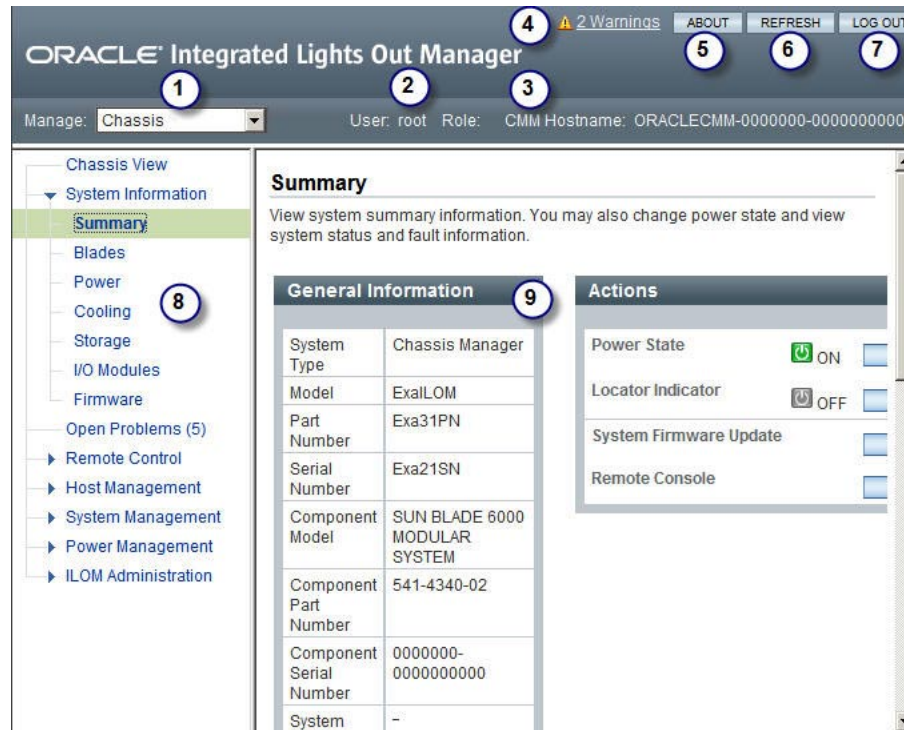 4
⚠ 2 Warnings ABOUT REFRESH LOG OUT
5 6 7
ORACLE® Integrated Lights Out Manager
1 2 3
Manage: Chassis User: root Role: CMM Hostname: ORACLECMM-0000000-0000000000
Chassis View
System Information
Summary
Blades
Power
Cooling
Storage
I/O Modules
Firmware
Open Problems (5)
Remote Control
Host Management
System Management
Power Management
ILOM Administration
8
Summary
View system summary information. You may also change power state and view
system status and fault information.
General Information 9
System
Type
Chassis Manager
Model ExaILOM
Part
Number
Exa31PN
Serial
Number
Exa21SN
Component
Model
SUN BLADE 6000
MODULAR
SYSTEM
Component
Part
Number
541-4340-02
Component
Serial
Number
0000000-
0000000000
System –
Actions
Power State ON
Locator Indicator OFF
System Firmware Update
Remote Console